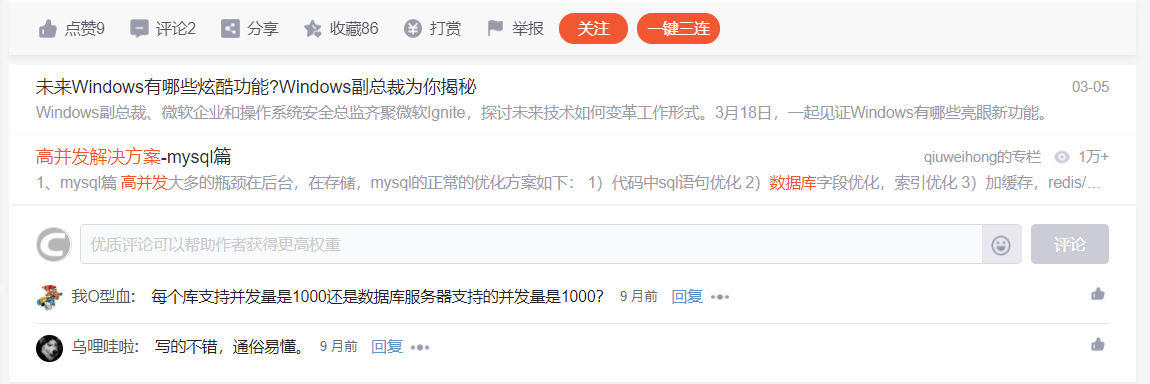 点赞9 评论2 分享 收藏86 打赏 举报 关注 一键三连
未来Windows有哪些炫酷功能?Windows副总裁为你揭秘 03-05
Windows副总裁、微软企业和操作系统安全总监齐聚微软Ignite，探讨未来技术如何变革工作形式。3月18日，一起见证Windows有哪些亮眼新功能。
高并发解决方案-mysql篇 qiuweihong的专栏 1万+
1、mysql篇 高并发大多的瓶颈在后台，在存储，mysql的正常的优化方案如下： 1）代码中sql语句优化 2）数据库字段优化，索引优化 3）加缓存，redis/...
优质评论可以帮助作者获得更高权重 评论
我O型血： 每个库支持并发量是1000还是数据库服务器支持的并发量是1000? 9 月前 回复
乌哩哇啦： 写的不错，通俗易懂。 9 月前 回复